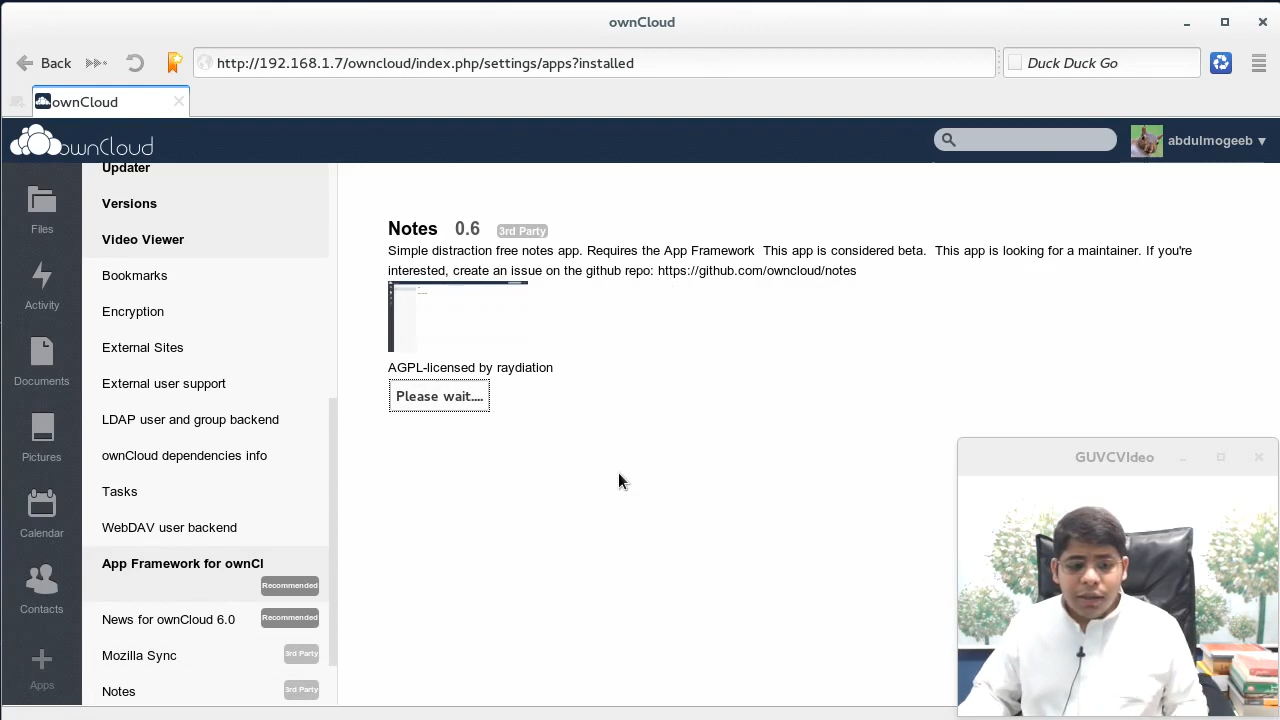 ownCloud
Back
http://192.168.1.7/owncloud/index.php/settings/apps?installed
Duck Duck Go
ownCloud
ownCloud
abdulmogeeb ▼
Files
Activity
Documents
Pictures
Calendar
Contacts
Apps
Updater
Versions
Video Viewer
Bookmarks
Encryption
External Sites
External user support
LDAP user and group backend
ownCloud dependencies info
Tasks
WebDAV user backend
App Framework for ownCl
Recommended
News for ownCloud 6.0 Recommended
Mozilla Sync 3rd Party
Notes 3rd Party
Notes 0.6 3rd Party
Simple distraction free notes app. Requires the App Framework This app is considered beta. This app is looking for a maintainer. If you're
interested, create an issue on the github repo: https://github.com/owncloud/notes
AGPL-licensed by raydiation
Please wait....
GUVCVIdeo